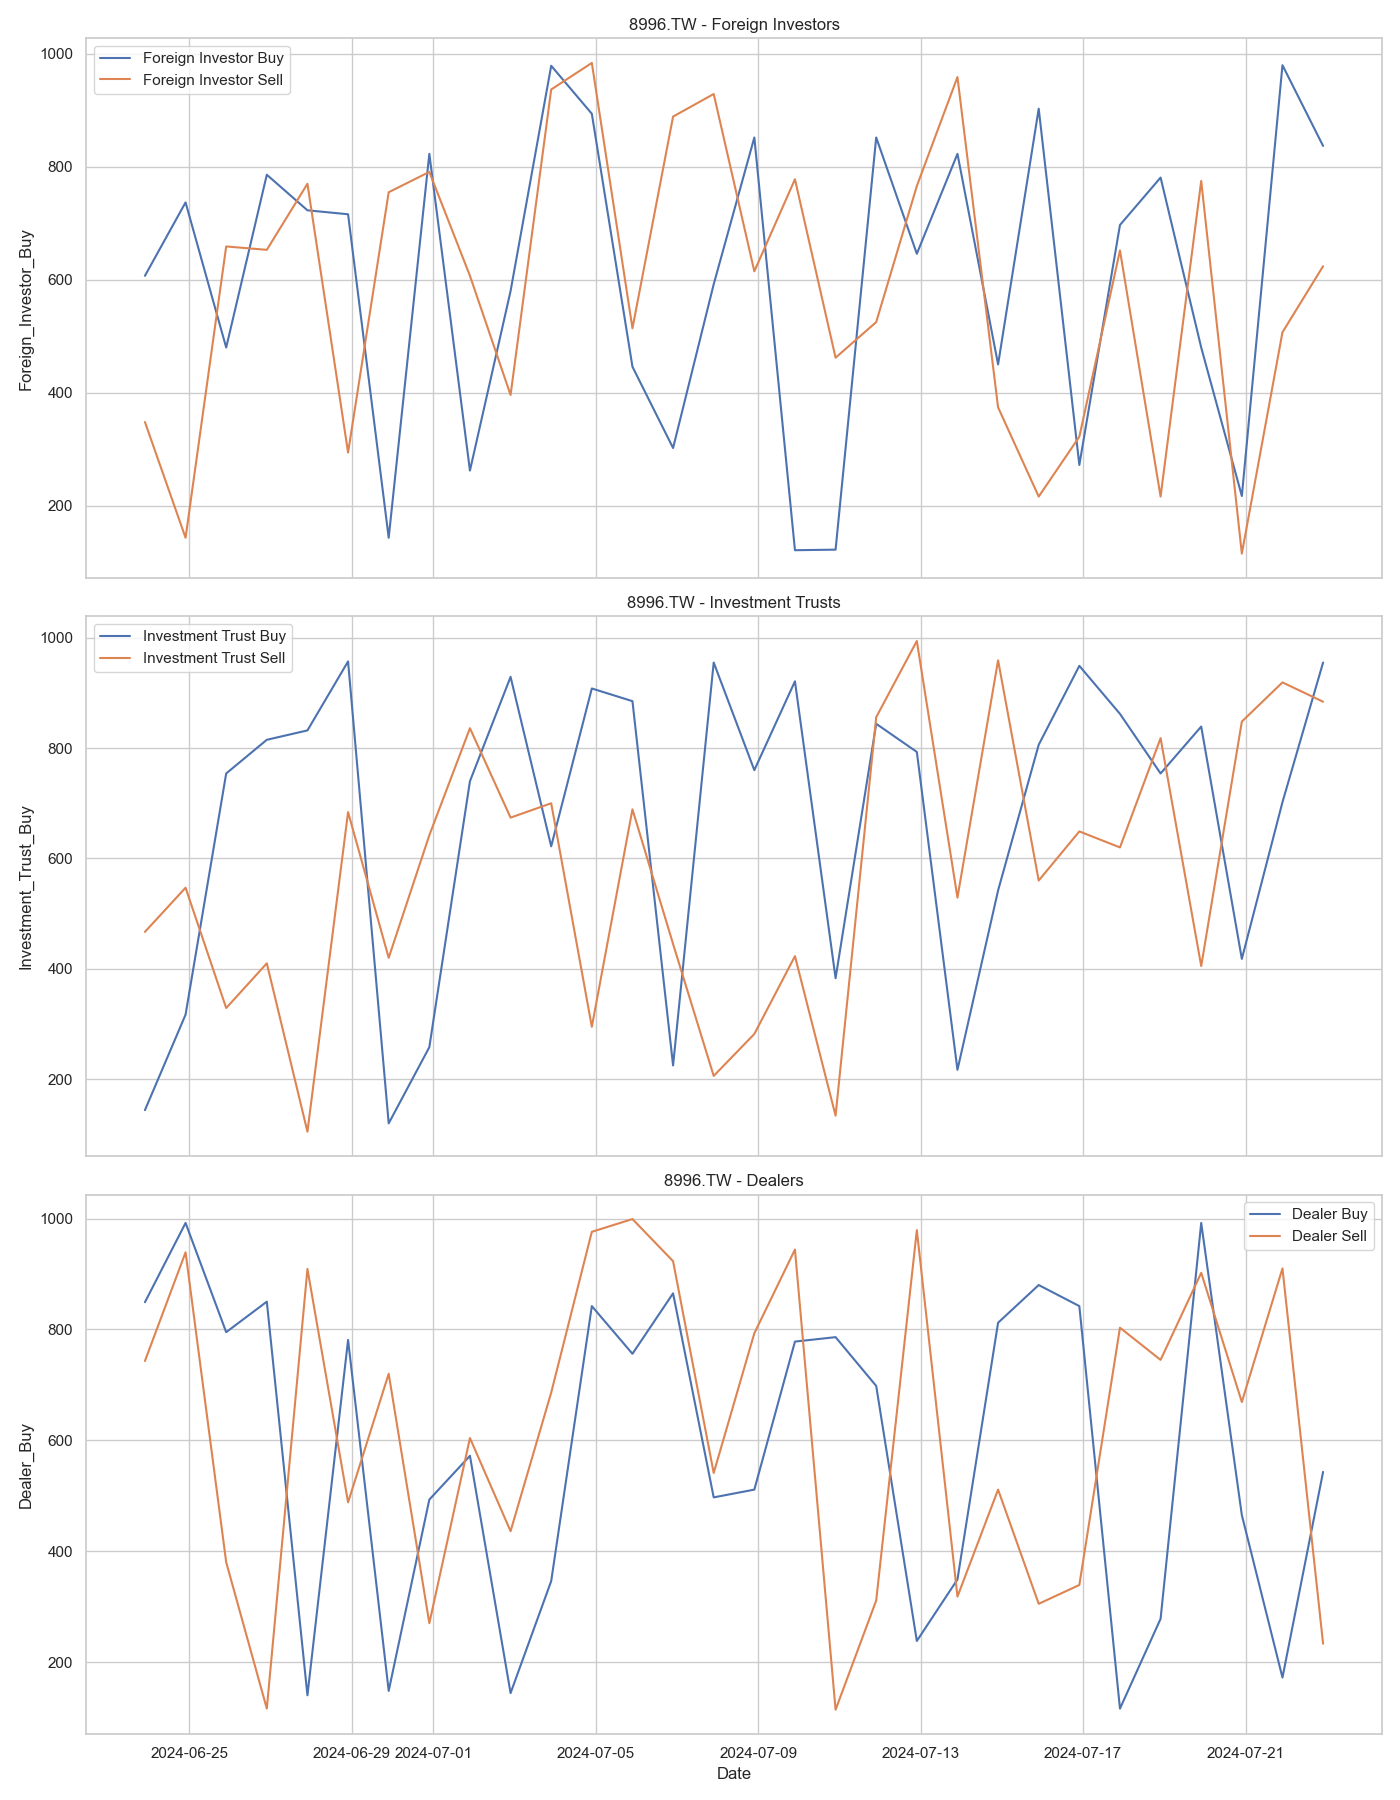 8996.TW - Foreign Investors
Foreign Investor Buy
Foreign Investor Sell
Foreign_Investor_Buy
1000
800
600
400
200
8996.TW - Investment Trusts
Investment Trust Buy
Investment Trust Sell
Investment_Trust_Buy
1000
800
600
400
200
8996.TW - Dealers
Dealer Buy
Dealer Sell
Dealer_Buy
1000
800
600
400
200
2024-06-25 2024-06-29 2024-07-01 2024-07-05 2024-07-09 2024-07-13 2024-07-17 2024-07-21
Date